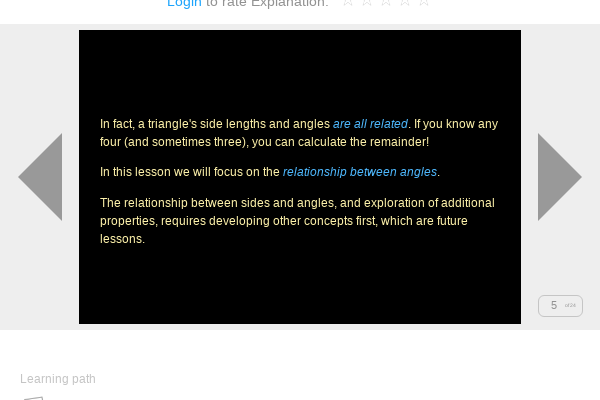 Login to rate Explanation:
In fact, a triangle's side lengths and angles are all related. If you know any
four (and sometimes three), you can calculate the remainder!
In this lesson we will focus on the relationship between angles.
The relationship between sides and angles, and exploration of additional
properties, requires developing other concepts first, which are future
lessons.
5
Learning path